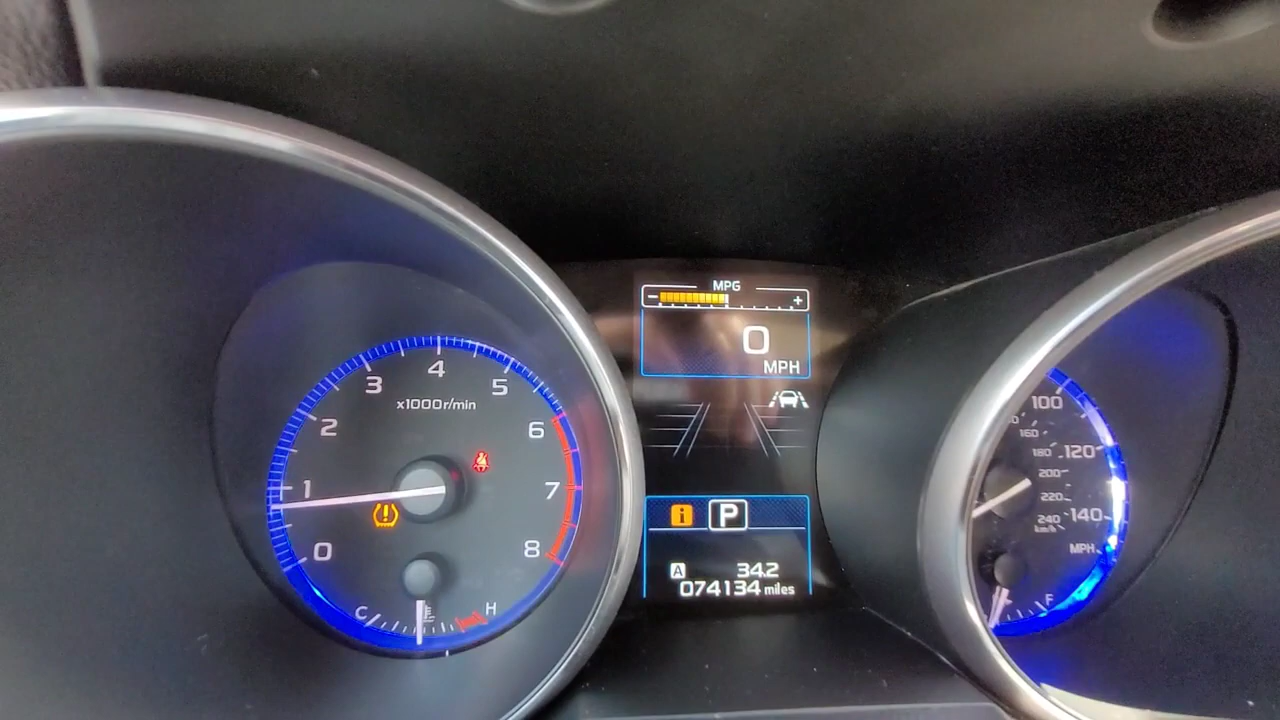 MPG
- +
0
MPH
4
3 5
x1000r/min
2 6
1 7
0 8
C H
i P
A 34.2
074134 miles
100
160
180 120
200
220
240 140
km/h
MPH
F